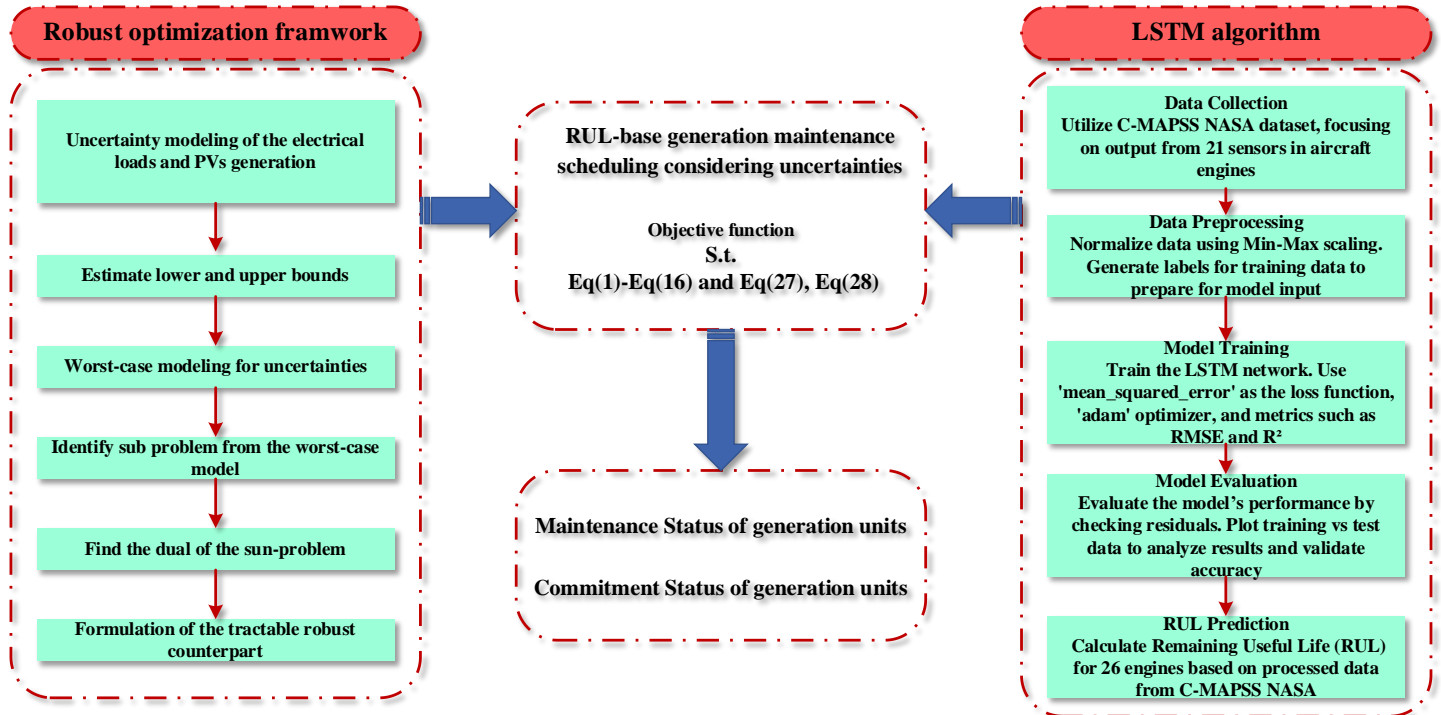 Robust optimization framwork
Uncertainty modeling of the electrical
loads and PVs generation
Estimate lower and upper bounds
Worst-case modeling for uncertainties
Identify sub problem from the worst-case
model
Find the dual of the sun-problem
Formulation of the tractable robust
counterpart
RUL-base generation maintenance
scheduling considering uncertainties
Objective function
S.t.
Eq(1)-Eq(16) and Eq(27), Eq(28)
Maintenance Status of generation units
Commitment Status of generation units
LSTM algorithm
Data Collection
Utilize C-MAPSS NASA dataset, focusing
on output from 21 sensors in aircraft
engines
Data Preprocessing
Normalize data using Min-Max scaling.
Generate labels for training data to
prepare for model input
Model Training
Train the LSTM network. Use
'mean_squared_error' as the loss function,
'adam' optimizer, and metrics such as
RMSE and R²
Model Evaluation
Evaluate the model’s performance by
checking residuals. Plot training vs test
data to analyze results and validate
accuracy
RUL Prediction
Calculate Remaining Useful Life (RUL)
for 26 engines based on processed data
from C-MAPSS NASA